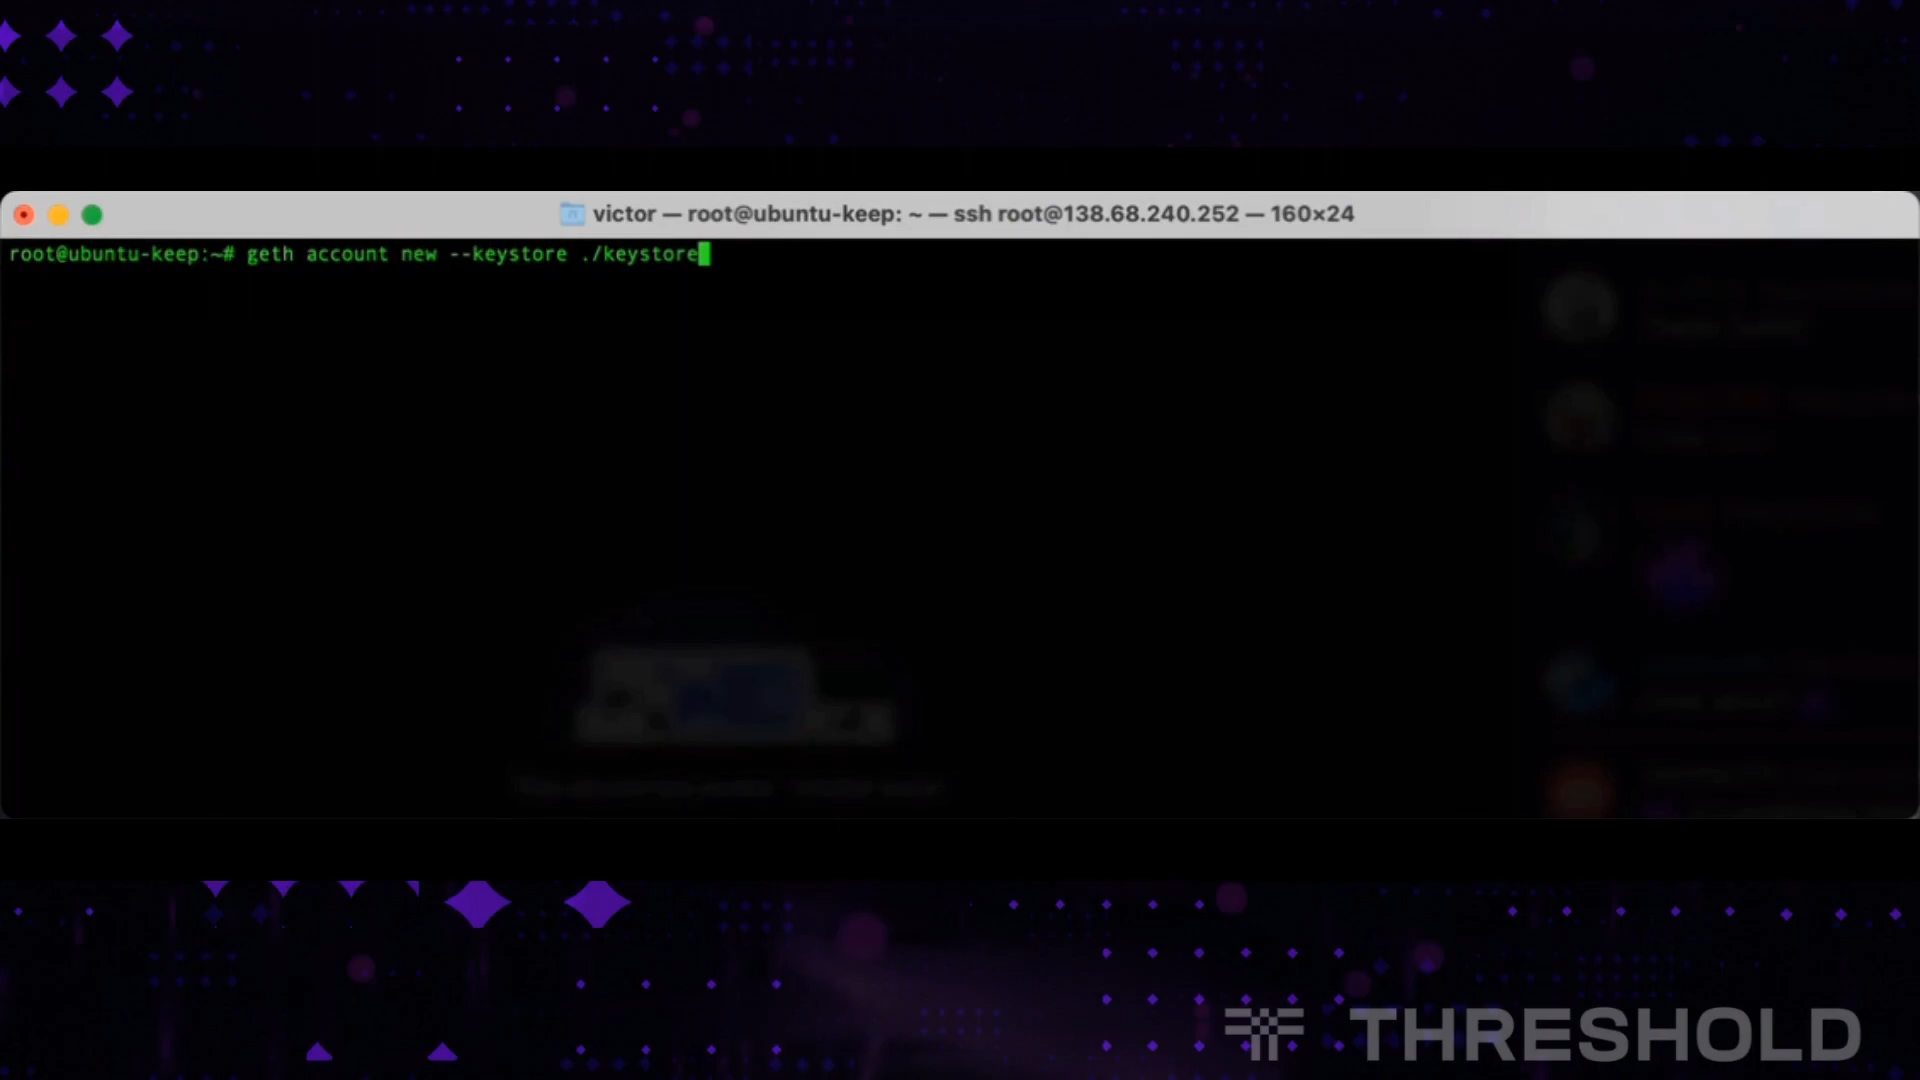 victor — root@ubuntu-keep: ~ — ssh root@138.68.240.252 — 160×24
root@ubuntu-keep:~# geth account new --keystore ./keystore
THRESHOLD